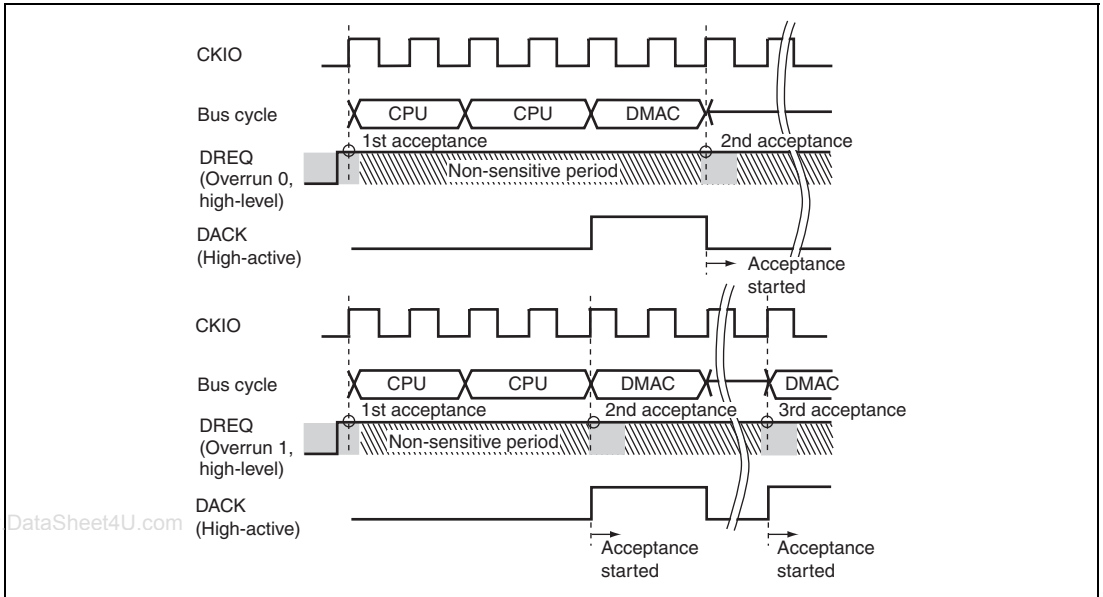 CKIO
Bus cycle
CPU
CPU
DMAC
1st acceptance
2nd acceptance
DREQ
(Overrun 0,
high-level)
Non-sensitive period
DACK
(High-active)
Acceptance
started
CKIO
Bus cycle
CPU
CPU
DMAC
DMAC
1st acceptance
2nd acceptance
3rd acceptance
DREQ
(Overrun 1,
high-level)
Non-sensitive period
DACK
(High-active)
Acceptance
started
Acceptance
started
DataSheet4U.com